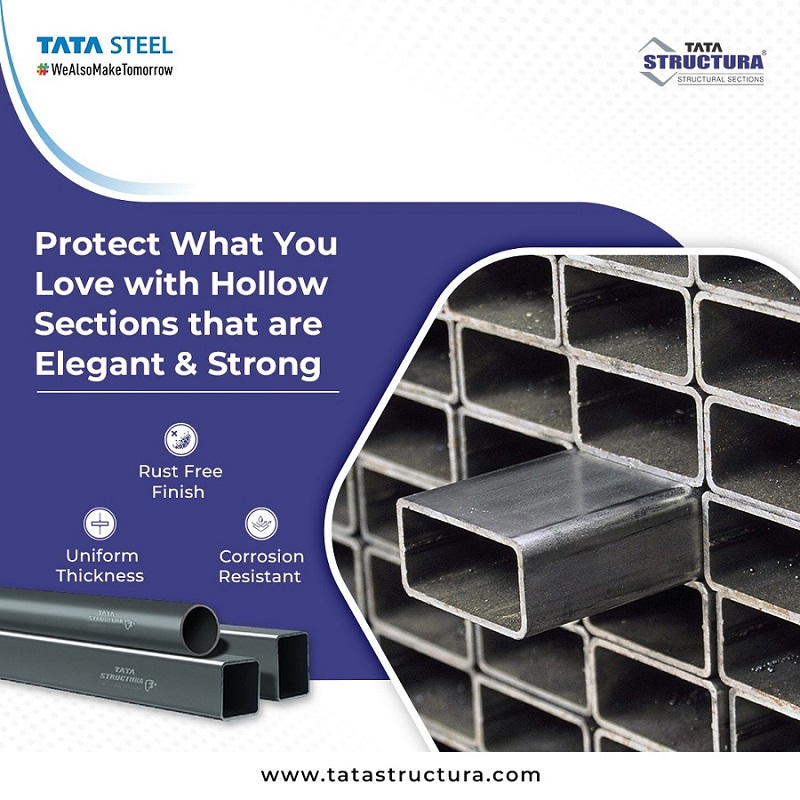 TATA STEEL
#WeAlsoMakeTomorrow
TATA
STRUCTURA®
STRUCTURAL SECTIONS
Protect What You
Love with Hollow
Sections that are
Elegant & Strong
Rust Free
Finish
Uniform
Thickness
Corrosion
Resistant
TATA
STRUCTURA
TATA
STRUCTURA
www.tatastructura.com